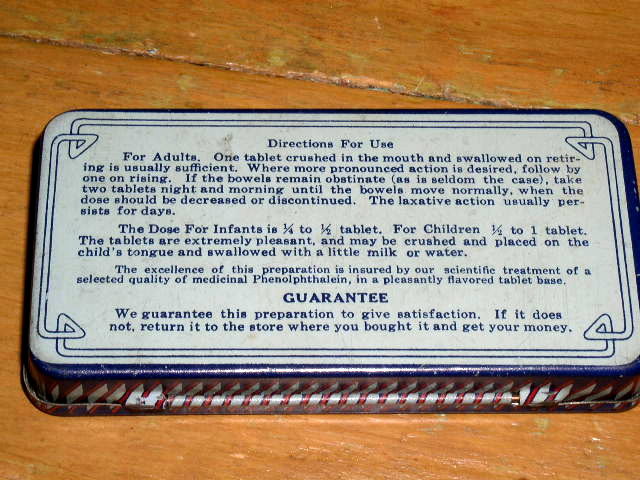 Directions For Use
For Adults. One tablet crushed in the mouth and swallowed on retir-
ing is usually sufficient. Where more pronounced action is desired, follow by
one on rising. If the bowels remain obstinate (as is seldom the case), take
two tablets night and morning until the bowels move normally, when the
dose should be decreased or discontinued. The laxative action usually per-
sists for days.
The Dose For Infants is ¼ to ½ tablet. For Children ½ to 1 tablet.
The tablets are extremely pleasant, and may be crushed and placed on the
child's tongue and swallowed with a little milk or water.
The excellence of this preparation is insured by our scientific treatment of a
selected quality of medicinal Phenolphthalein, in a pleasantly flavored tablet base.
GUARANTEE
We guarantee this preparation to give satisfaction. If it does
not, return it to the store where you bought it and get your money.